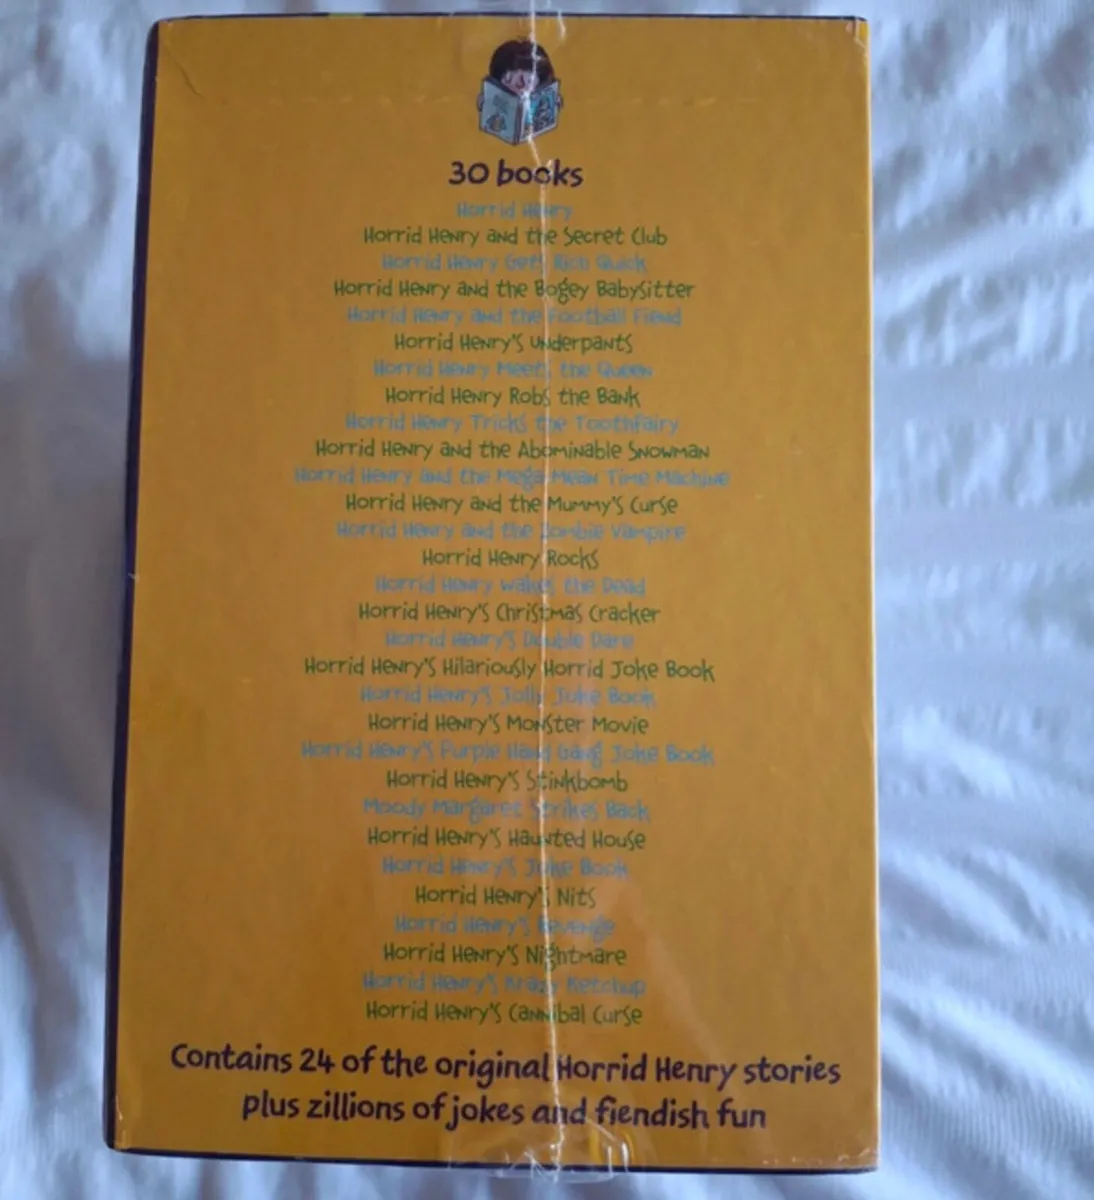 30 books
Horrid Henry
Horrid Henry and the Secret Club
Horrid Henry Gets Rich Quick
Horrid Henry and the Bogey Babysitter
Horrid Henry and the Football Fiend
Horrid Henry's Underpants
Horrid Henry Meets the Queen
Horrid Henry Robs the Bank
Horrid Henry Tricks the Toothfairy
Horrid Henry and the Abominable Snowman
Horrid Henry and the Mega-Mean Time Machine
Horrid Henry and the Mummy's Curse
Horrid Henry and the Zombie Vampire
Horrid Henry Rocks
Horrid Henry wakes the Dead
Horrid Henry's Christmas Cracker
Horrid Henry's Double Dare
Horrid Henry's Hilariously Horrid Joke Book
Horrid Henry's Jolly Joke Book
Horrid Henry's Monster Movie
Horrid Henry's Purple Hand Gang Joke Book
Horrid Henry's Stinkbomb
Moody Margaret Strikes Back
Horrid Henry's Haunted House
Horrid Henry's Joke Book
Horrid Henry's Nits
Horrid Henry's Revenge
Horrid Henry's Nightmare
Horrid Henry's Krazy Ketchup
Horrid Henry's Cannibal Curse
Contains 24 of the original Horrid Henry stories
plus zillions of jokes and fiendish fun